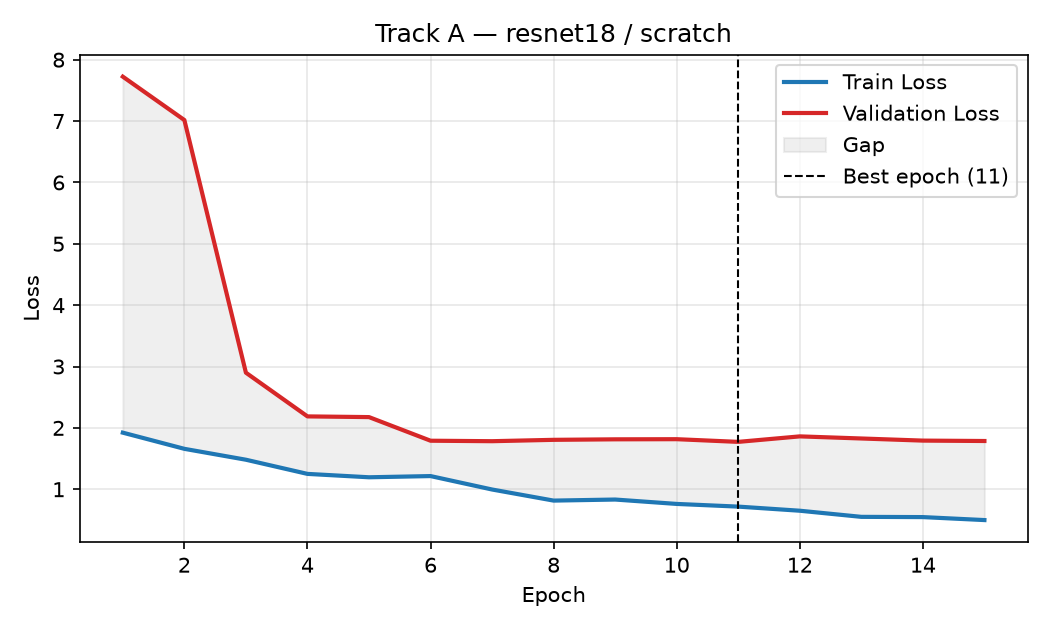 Track A — resnet18 / scratch
Train Loss
Validation Loss
Gap
Best epoch (11)
Loss
8
7
6
5
4
3
2
1
2
4
6
8
10
12
14
Epoch